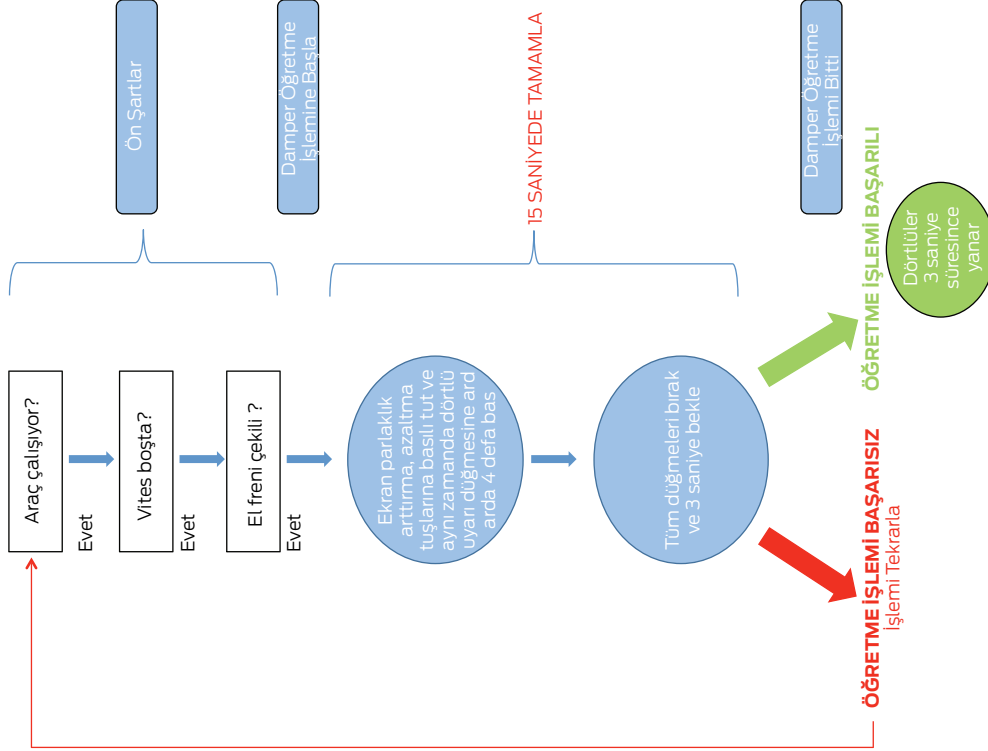 Araç çalışıyor?
Evet
Vites boşta?
Evet
El freni çekili ?
Evet
Ön Şartlar
Damper Öğretme
İşlemine Başla
Ekran parlaklık
arttırma, azaltma
tuşlarına basılı tut ve
aynı zamanda dörtlü
uyarı düğmesine ard
arda 4 defa bas
Tüm düğmeleri bırak
ve 3 saniye bekle
15 SANİYEDE TAMAMLA
Damper Öğretme
İşlemi Bitti
ÖĞRETME İŞLEMİ BAŞARISIZ
İşlemi Tekrarla
ÖĞRETME İŞLEMİ BAŞARILI
Dörtlüler
3 saniye
süresince
yanar